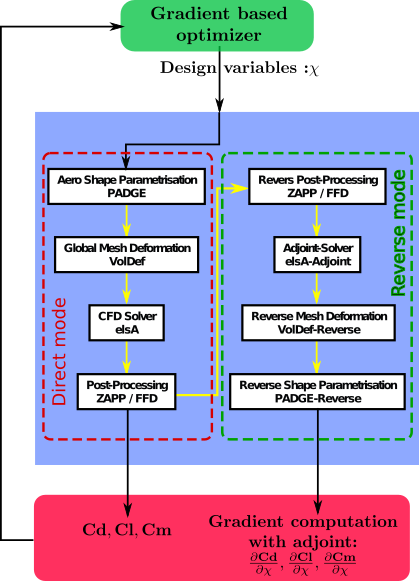 Gradient based
optimizer
Design variables :χ
Aero Shape Parametrisation
PADGE
Global Mesh Deformation
VolDef
CFD Solver
elsA
Post-Processing
ZAPP / FFD
Direct mode
Revers Post-Processing
ZAPP / FFD
Adjoint-Solver
elsA-Adjoint
Reverse Mesh Deformation
VolDef-Reverse
Reverse Shape Parametrisation
PADGE-Reverse
Reverse mode
Cd, Cl, Cm
Gradient computation
with adjoint:
∂Cd/∂χ, ∂Cl/∂χ, ∂Cm/∂χ